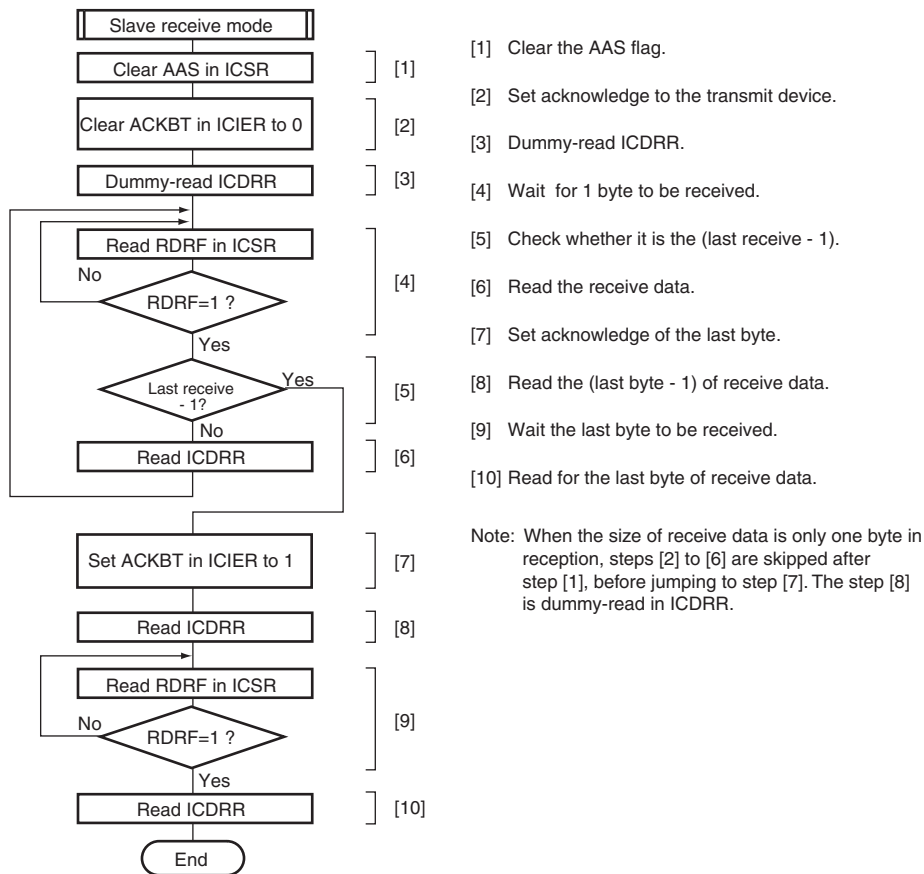 Slave receive mode
Clear AAS in ICSR
[1]
Clear ACKBT in ICIER to 0
[2]
Dummy-read ICDRR
[3]
Read RDRF in ICSR
No
RDRF=1 ?
[4]
Yes
Last receive
- 1?
Yes
[5]
No
Read ICDRR
[6]
Set ACKBT in ICIER to 1
[7]
Read ICDRR
[8]
Read RDRF in ICSR
No
RDRF=1 ?
[9]
Yes
Read ICDRR
[10]
End
[1] Clear the AAS flag.
[2] Set acknowledge to the transmit device.
[3] Dummy-read ICDRR.
[4] Wait for 1 byte to be received.
[5] Check whether it is the (last receive - 1).
[6] Read the receive data.
[7] Set acknowledge of the last byte.
[8] Read the (last byte - 1) of receive data.
[9] Wait the last byte to be received.
[10] Read for the last byte of receive data.
Note: When the size of receive data is only one byte in
reception, steps [2] to [6] are skipped after
step [1], before jumping to step [7]. The step [8]
is dummy-read in ICDRR.